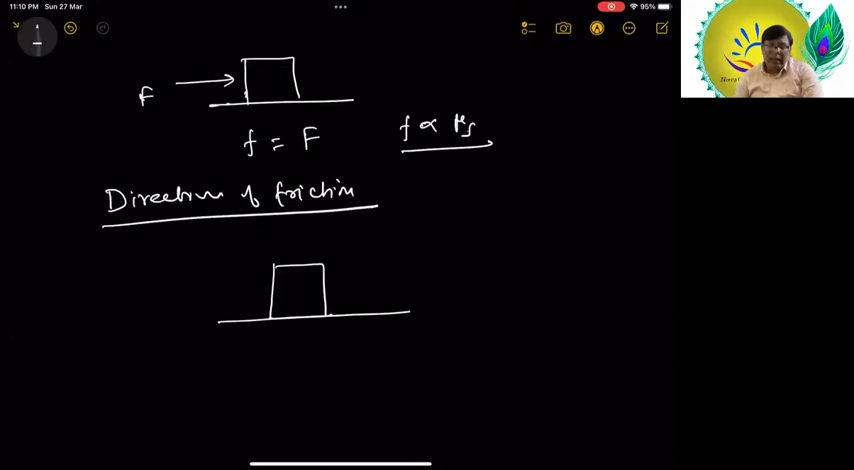 11:10 PM Sun 27 Mar
95%
F
f = F
f ∝ μs
Direction of friction